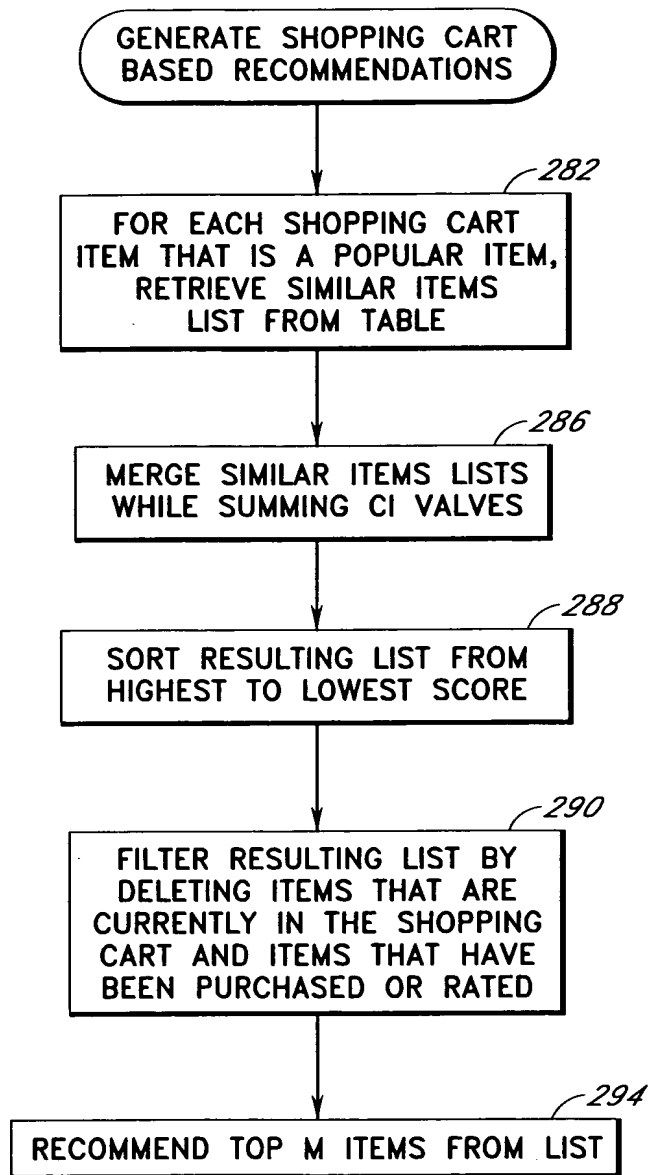 GENERATE SHOPPING CART
BASED RECOMMENDATIONS
282
FOR EACH SHOPPING CART
ITEM THAT IS A POPULAR ITEM,
RETRIEVE SIMILAR ITEMS
LIST FROM TABLE
286
MERGE SIMILAR ITEMS LISTS
WHILE SUMMING CI VALVES
288
SORT RESULTING LIST FROM
HIGHEST TO LOWEST SCORE
290
FILTER RESULTING LIST BY
DELETING ITEMS THAT ARE
CURRENTLY IN THE SHOPPING
CART AND ITEMS THAT HAVE
BEEN PURCHASED OR RATED
294
RECOMMEND TOP M ITEMS FROM LIST